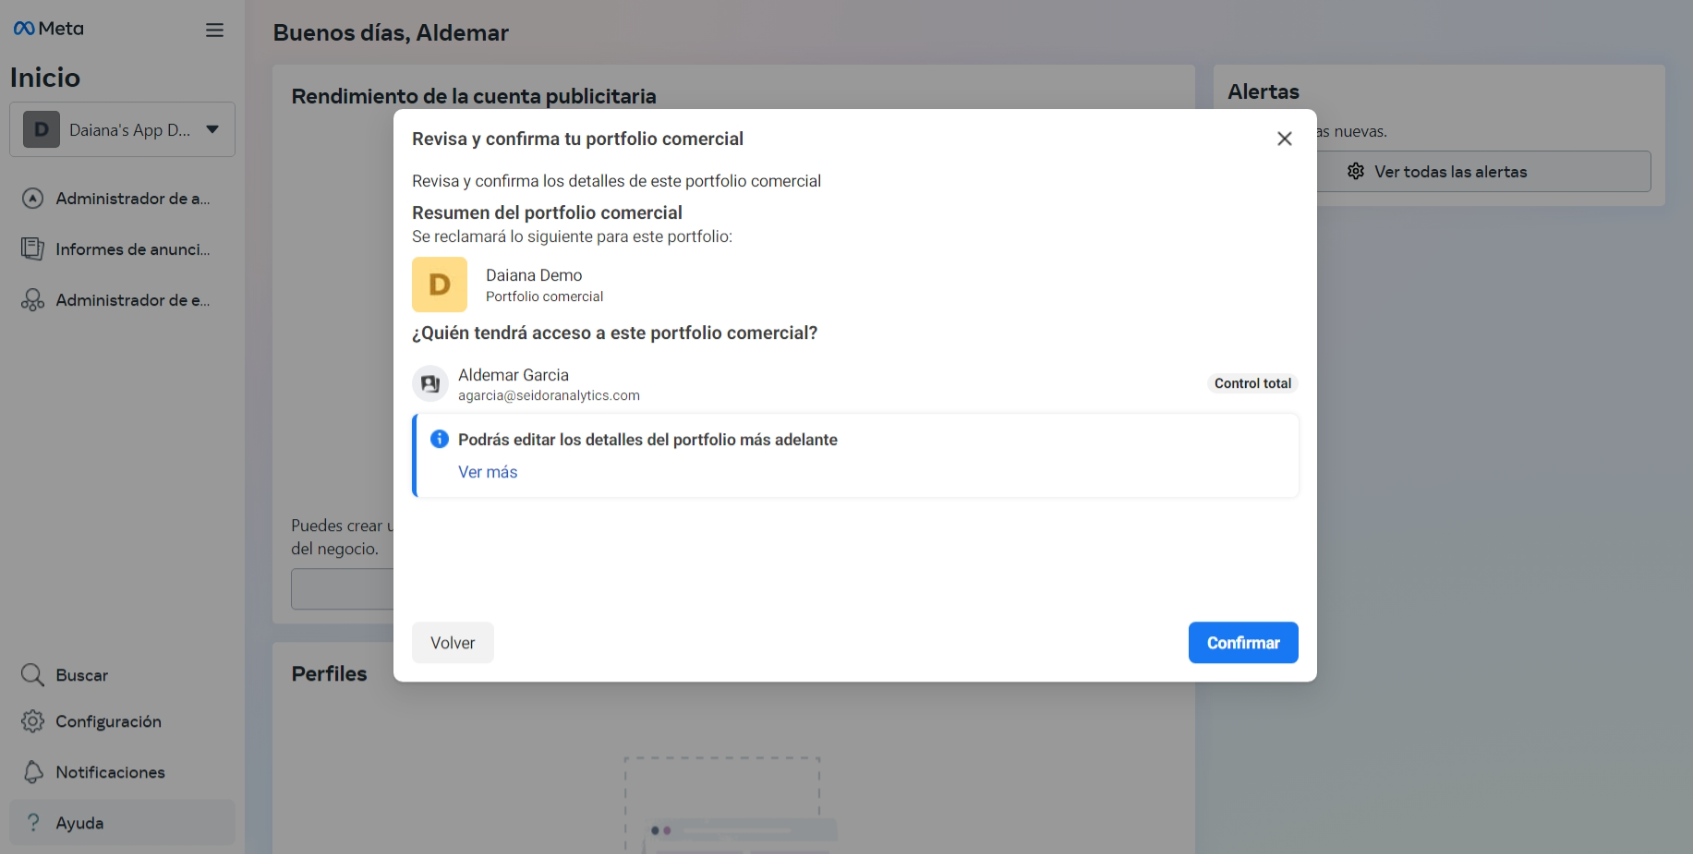 Meta
Inicio
D
Daiana's App D...
Administrador de a...
Informes de anunci...
Administrador de e...
Buscar
Configuración
Notificaciones
? Ayuda
Buenos días, Aldemar
Rendimiento de la cuenta publicitaria
Puedes crear
del negocio.
Perfiles
Alertas
as nuevas.
Ver todas las alertas
Revisa y confirma tu portfolio comercial
Revisa y confirma los detalles de este portfolio comercial
Resumen del portfolio comercial
Se reclamará lo siguiente para este portfolio:
D
Daiana Demo
Portfolio comercial
¿Quién tendrá acceso a este portfolio comercial?
Aldemar Garcia
agarcia@seidoranalytics.com
Control total
Podrás editar los detalles del portfolio más adelante
Ver más
Volver
Confirmar